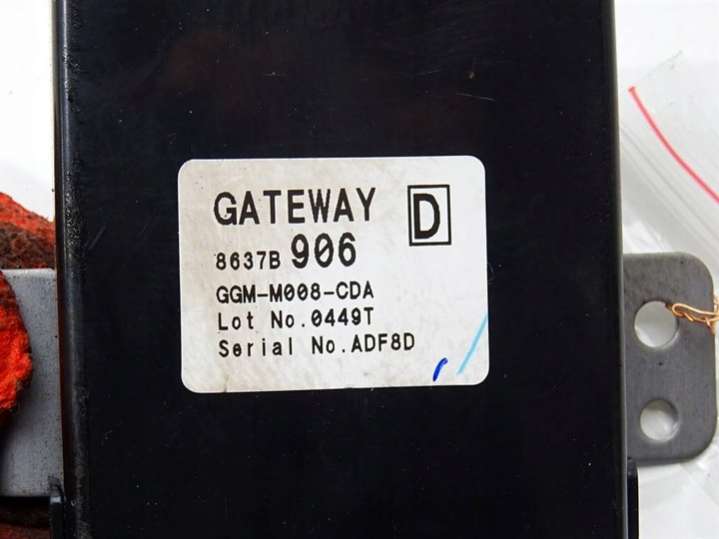 GATEWAY D
8637B 906
GGM-M008-CDA
Lot No.0449T
Serial No.ADF8D